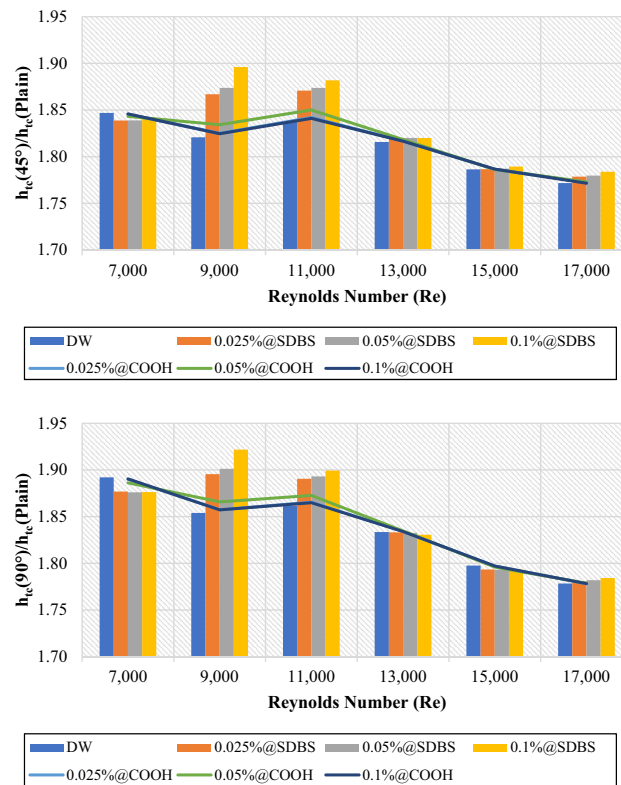 1.95
1.90
1.85
1.80
1.75
1.70
h_tc(45°)/h_tc(Plain)
7,000 9,000 11,000 13,000 15,000 17,000
Reynolds Number (Re)
DW 0.025%@SDBS 0.05%@SDBS 0.1%@SDBS
0.025%@COOH 0.05%@COOH 0.1%@COOH
1.95
1.90
1.85
1.80
1.75
1.70
h_tc(90°)/h_tc(Plain)
7,000 9,000 11,000 13,000 15,000 17,000
Reynolds Number (Re)
DW 0.025%@SDBS 0.05%@SDBS 0.1%@SDBS
0.025%@COOH 0.05%@COOH 0.1%@COOH